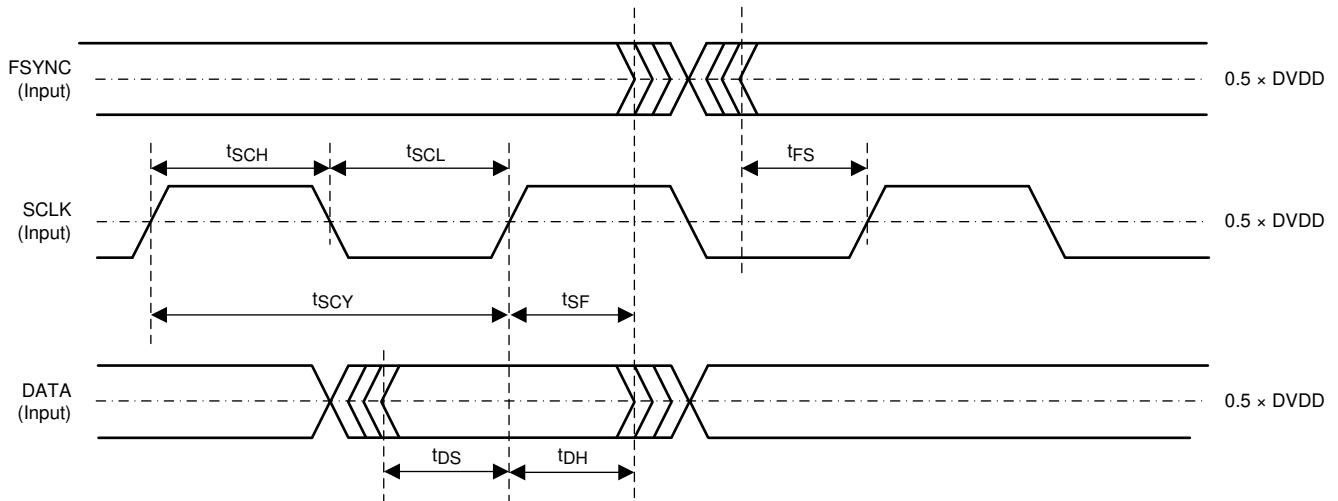 FSYNC
(Input)
0.5 × DVDD
tSCH
tSCL
tFS
SCLK
(Input)
0.5 × DVDD
tSCY
tSF
DATA
(Input)
0.5 × DVDD
tDS
tDH